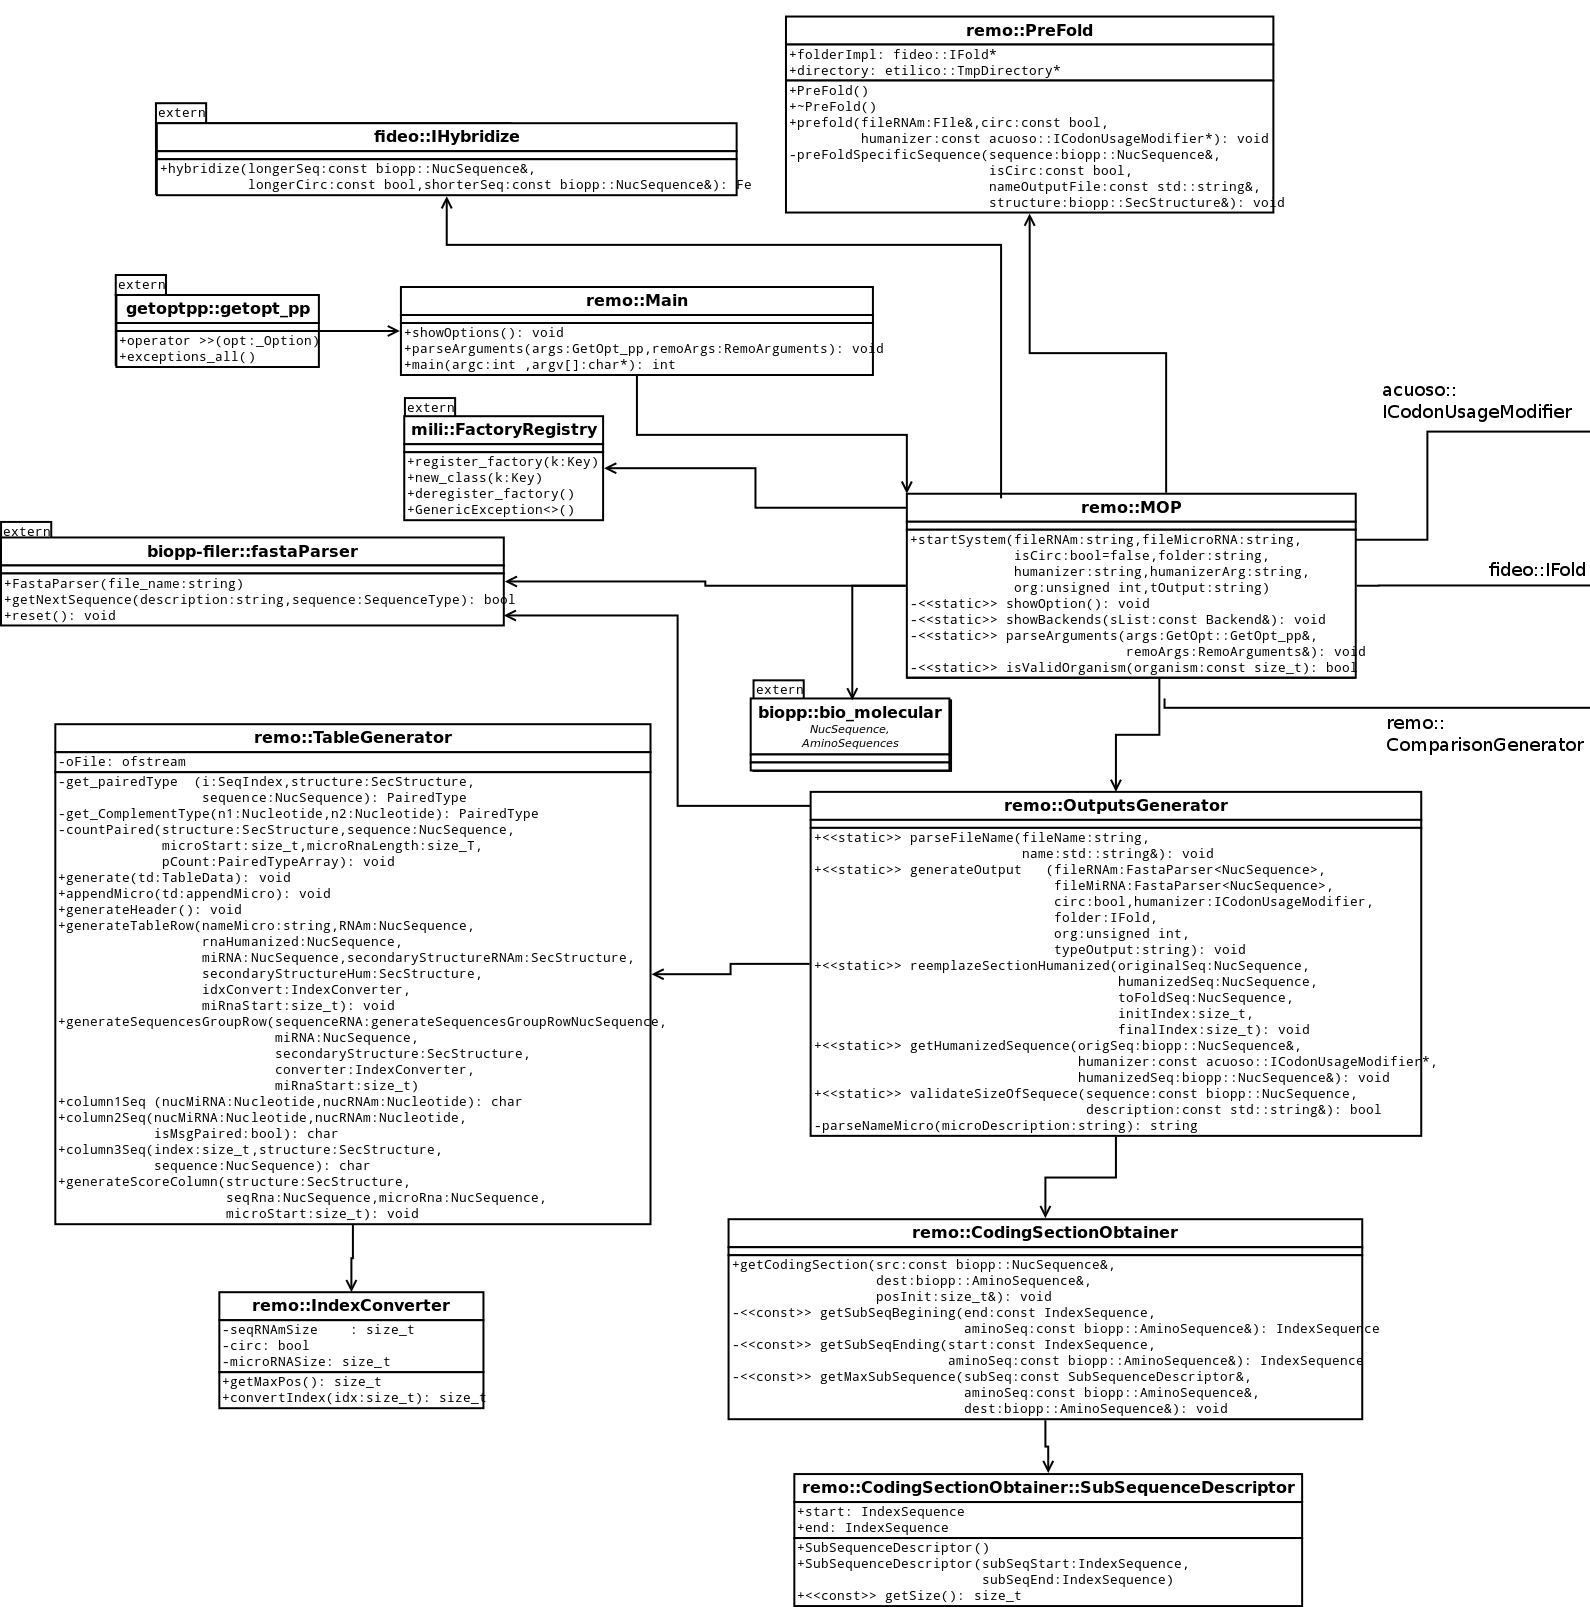 remo::PreFold
+folderImpl: fideo::IFold*
+directory: etilico::TmpDirectory*
+PreFold()
+~PreFold()
+prefold(fileRNAm:FIle&,circ:const bool,
humanizer:const acuoso::ICodonUsageModifier*): void
-preFoldSpecificSequence(sequence:biopp::NucSequence&,
isCirc:const bool,
nameOutputFile:const std::string&,
structure:biopp::SecStructure&): void
extern
fideo::IHybridize
+hybridize(longerSeq:const biopp::NucSequence&,
longerCirc:const bool,shorterSeq:const biopp::NucSequence&): Fe
extern
getoptpp::getopt_pp
+operator >>(opt:_Option)
+exceptions_all()
remo::Main
+showOptions(): void
+parseArguments(args:GetOpt_pp,remoArgs:RemoArguments): void
+main(argc:int ,argv[]:char*): int
extern
mili::FactoryRegistry
+register_factory(k:Key)
+new_class(k:Key)
+deregister_factory()
+GenericException<>()
acuoso::
ICodonUsageModifier
extern
biopp-filer::fastaParser
+FastaParser(file_name:string)
+getNextSequence(description:string,sequence:SequenceType): bool
+reset(): void
remo::MOP
+startSystem(fileRNAm:string,fileMicroRNA:string,
isCirc:bool=false,folder:string,
humanizer:string,humanizerArg:string,
org:unsigned int,tOutput:string)
-<<static>> showOption(): void
-<<static>> showBackends(sList:const Backend&): void
-<<static>> parseArguments(args:GetOpt::GetOpt_pp&,
remoArgs:RemoArguments&): void
-<<static>> isValidOrganism(organism:const size_t): bool
fideo::IFold
extern
biopp::bio_molecular
NucSequence,
AminoSequences
remo::
ComparisonGenerator
remo::TableGenerator
-oFile: ofstream
-get_pairedType  (i:SeqIndex,structure:SecStructure,
sequence:NucSequence): PairedType
-get_ComplementType(n1:Nucleotide,n2:Nucleotide): PairedType
-countPaired(structure:SecStructure,sequence:NucSequence,
microStart:size_t,microRnaLength:size_T,
pCount:PairedTypeArray): void
+generate(td:TableData): void
+appendMicro(td:appendMicro): void
+generateHeader(): void
+generateTableRow(nameMicro:string,RNAm:NucSequence,
rnaHumanized:NucSequence,
miRNA:NucSequence,secondaryStructureRNAm:SecStructure,
secondaryStructureHum:SecStructure,
idxConvert:IndexConverter,
miRnaStart:size_t): void
+generateSequencesGroupRow(sequenceRNA:generateSequencesGroupRowNucSequence,
miRNA:NucSequence,
secondaryStructure:SecStructure,
converter:IndexConverter,
miRnaStart:size_t)
+column1Seq (nucMiRNA:Nucleotide,nucRNAm:Nucleotide): char
+column2Seq(nucMiRNA:Nucleotide,nucRNAm:Nucleotide,
isMsgPaired:bool): char
+column3Seq(index:size_t,structure:SecStructure,
sequence:NucSequence): char
+generateScoreColumn(structure:SecStructure,
seqRna:NucSequence,microRna:NucSequence,
microStart:size_t): void
remo::OutputsGenerator
+<<static>> parseFileName(fileName:string,
name:std::string&): void
+<<static>> generateOutput   (fileRNAm:FastaParser<NucSequence>,
fileMiRNA:FastaParser<NucSequence>,
circ:bool,humanizer:ICodonUsageModifier,
folder:IFold,
org:unsigned int,
typeOutput:string): void
+<<static>> reemplazeSectionHumanized(originalSeq:NucSequence,
humanizedSeq:NucSequence,
toFoldSeq:NucSequence,
initIndex:size_t,
finalIndex:size_t): void
+<<static>> getHumanizedSequence(origSeq:biopp::NucSequence&,
humanizer:const acuoso::ICodonUsageModifier*,
humanizedSeq:biopp::NucSequence&): void
+<<static>> validateSizeOfSequece(sequence:const biopp::NucSequence,
description:const std::string&): bool
-parseNameMicro(microDescription:string): string
remo::CodingSectionObtainer
+getCodingSection(src:const biopp::NucSequence&,
dest:biopp::AminoSequence&,
posInit:size_t&): void
-<<const>> getSubSeqBegining(end:const IndexSequence,
aminoSeq:const biopp::AminoSequence&): IndexSequence
-<<const>> getSubSeqEnding(start:const IndexSequence,
aminoSeq:const biopp::AminoSequence&): IndexSequence
-<<const>> getMaxSubSequence(subSeq:const SubSequenceDescriptor&,
aminoSeq:const biopp::AminoSequence&,
dest:biopp::AminoSequence&): void
remo::IndexConverter
-seqRNAmSize    : size_t
-circ: bool
-microRNASize: size_t
+getMaxPos(): size_t
+convertIndex(idx:size_t): size_t
remo::CodingSectionObtainer::SubSequenceDescriptor
+start: IndexSequence
+end: IndexSequence
+SubSequenceDescriptor()
+SubSequenceDescriptor(subSeqStart:IndexSequence,
subSeqEnd:IndexSequence)
+<<const>> getSize(): size_t